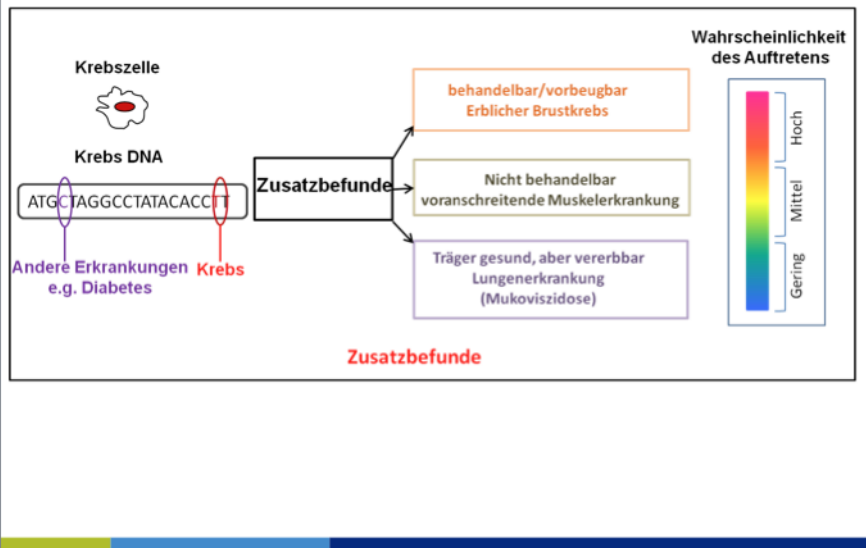 Krebszelle
Krebs DNA
ATGCTAGGCCTATACACCTT
Andere Erkrankungen
e.g. Diabetes
Krebs
Zusatzbefunde
behandelbar/vorbeugbar
Erblicher Brustkrebs
Nicht behandelbar
voranschreitende Muskelerkrankung
Träger gesund, aber vererbbar
Lungenerkrankung
(Mukoviszidose)
Wahrscheinlichkeit
des Auftretens
Hoch
Mittel
Gering
Zusatzbefunde